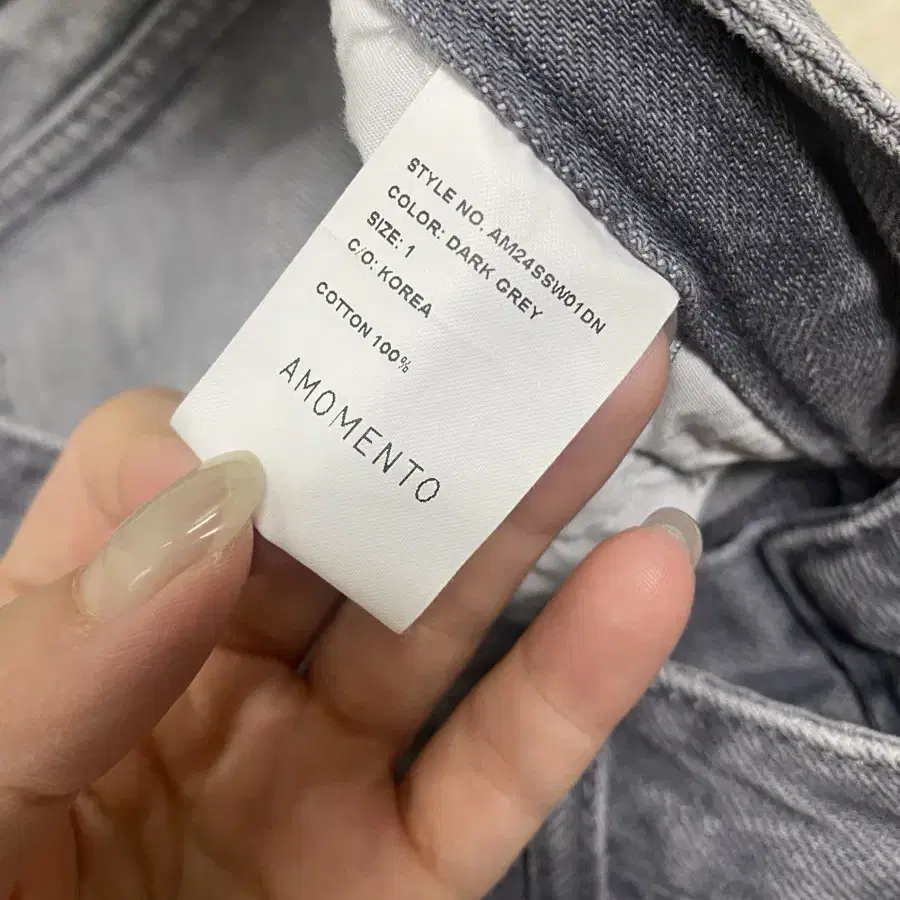 STYLE NO. AM24SSW01DN
COLOR: DARK GREY
SIZE: 1
C/O: KOREA
COTTON 100%
AMOMENTO